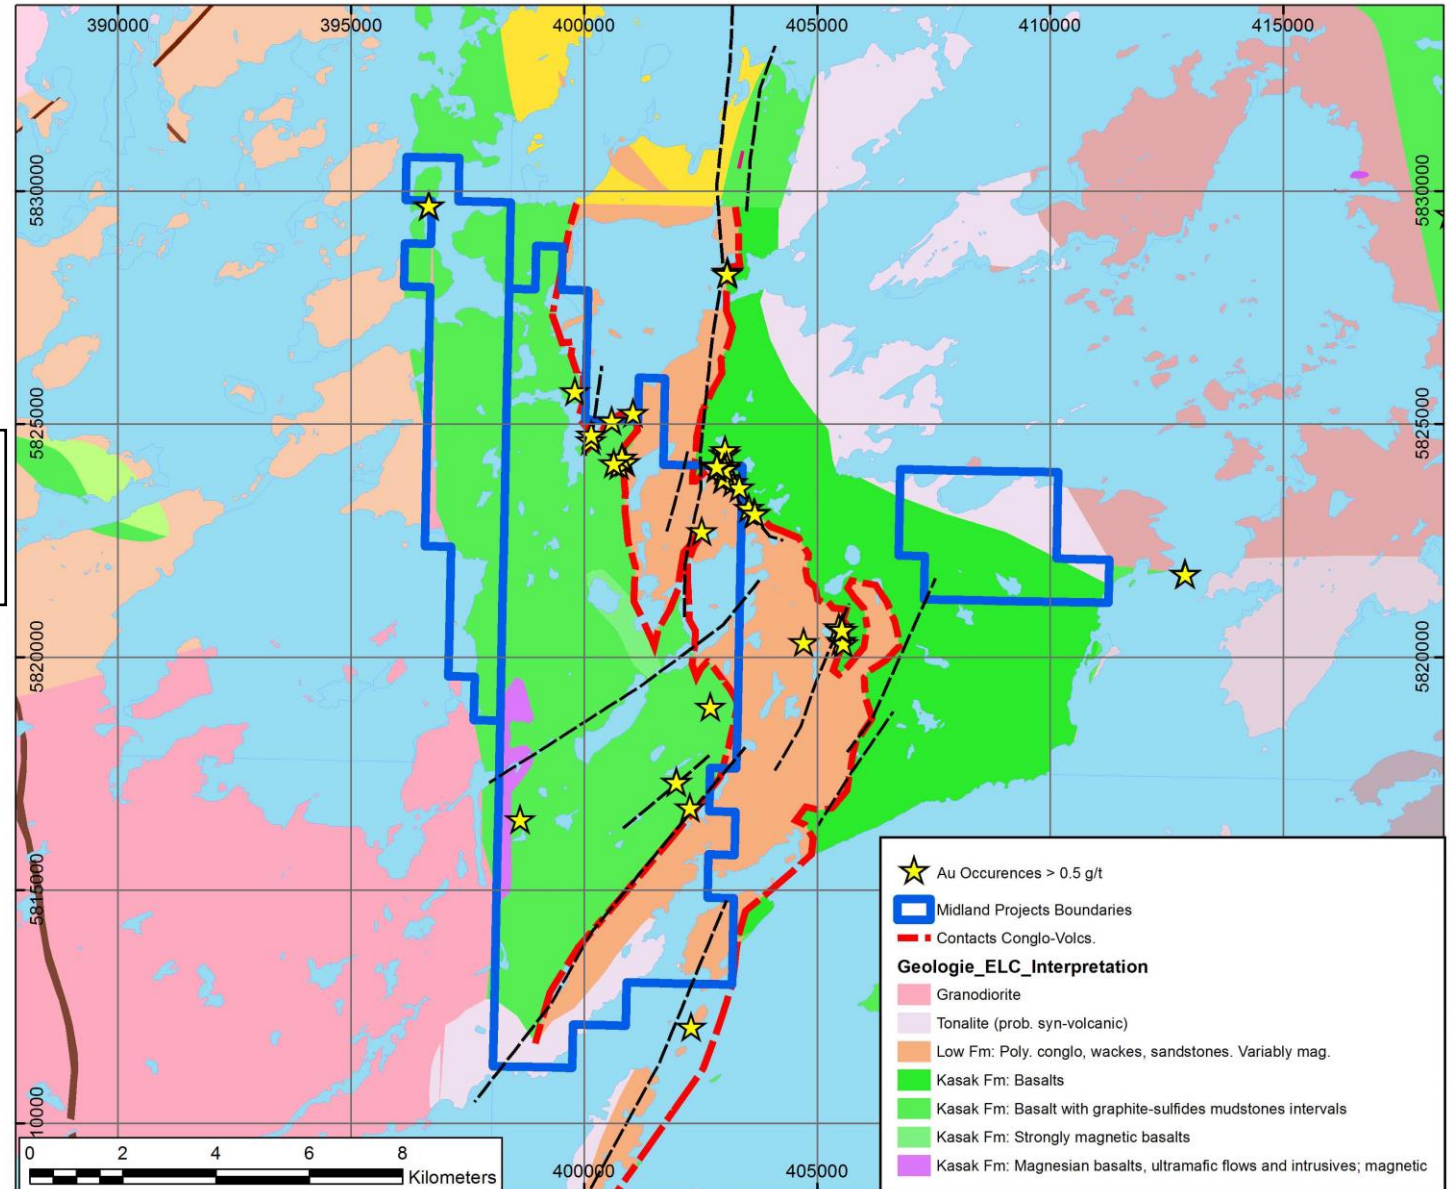 390000 395000 400000 405000 410000 415000
5830000 5830000
5825000 5825000
5820000 5820000
5815000
10000
400000 405000
0 2 4 6 8
Kilometers
Au Occurences > 0.5 g/t
Midland Projects Boundaries
Contacts Conglo-Volcs.
Geologie_ELC_Interpretation
Granodiorite
Tonalite (prob. syn-volcanic)
Low Fm: Poly. conglo, wackes, sandstones. Variably mag.
Kasak Fm: Basalts
Kasak Fm: Basalt with graphite-sulfides mudstones intervals
Kasak Fm: Strongly magnetic basalts
Kasak Fm: Magnesian basalts, ultramafic flows and intrusives; magnetic